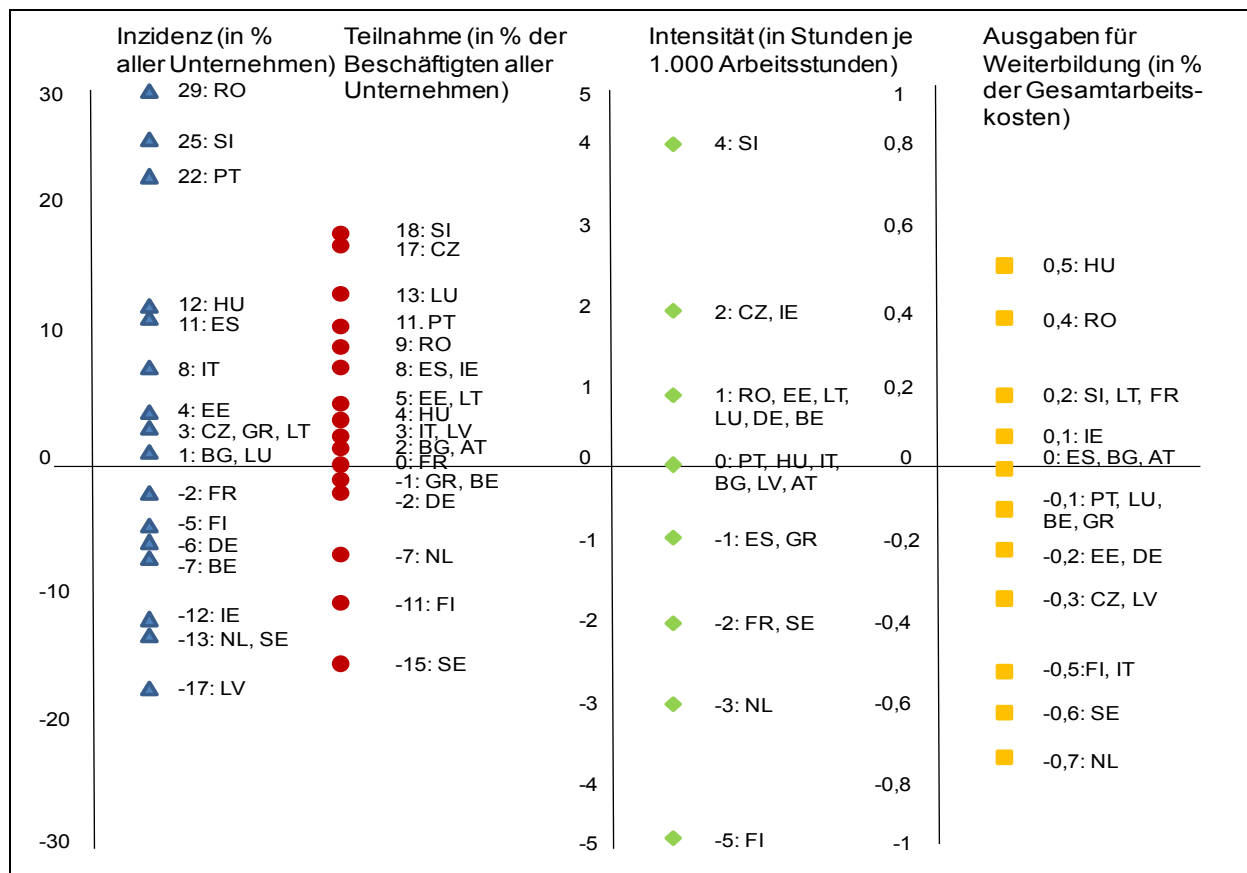 Inzidenz (in % aller Unternehmen)
Teilnahme (in % der Beschäftigten aller Unternehmen)
Intensität (in Stunden je 1.000 Arbeitsstunden)
Ausgaben für Weiterbildung (in % der Gesamtarbeits-
kosten)
30
20
10
0
-10
-20
-30
29: RO
25: SI
22: PT
12: HU
11: ES
8: IT
4: EE
3: CZ, GR, LT
1: BG, LU
-2: FR
-5: FI
-6: DE
-7: BE
-12: IE
-13: NL, SE
-17: LV
18: SI
17: CZ
13: LU
11. PT
9: RO
8: ES, IE
5: EE, LT
4: HU
3: IT, LV
2: BG, AT
0: FR
-1: GR, BE
-2: DE
-7: NL
-11: FI
-15: SE
5
4
3
2
1
0
-1
-2
-3
-4
-5
4: SI
2: CZ, IE
1: RO, EE, LT,
LU, DE, BE
0: PT, HU, IT,
BG, LV, AT
-1: ES, GR
-2: FR, SE
-3: NL
-5: FI
1
0,8
0,6
0,4
0,2
0
-0,2
-0,4
-0,6
-0,8
-1
0,5: HU
0,4: RO
0,2: SI, LT, FR
0,1: IE
0: ES, BG, AT
-0,1: PT, LU,
BE, GR
-0,2: EE, DE
-0,3: CZ, LV
-0,5:FI, IT
-0,6: SE
-0,7: NL